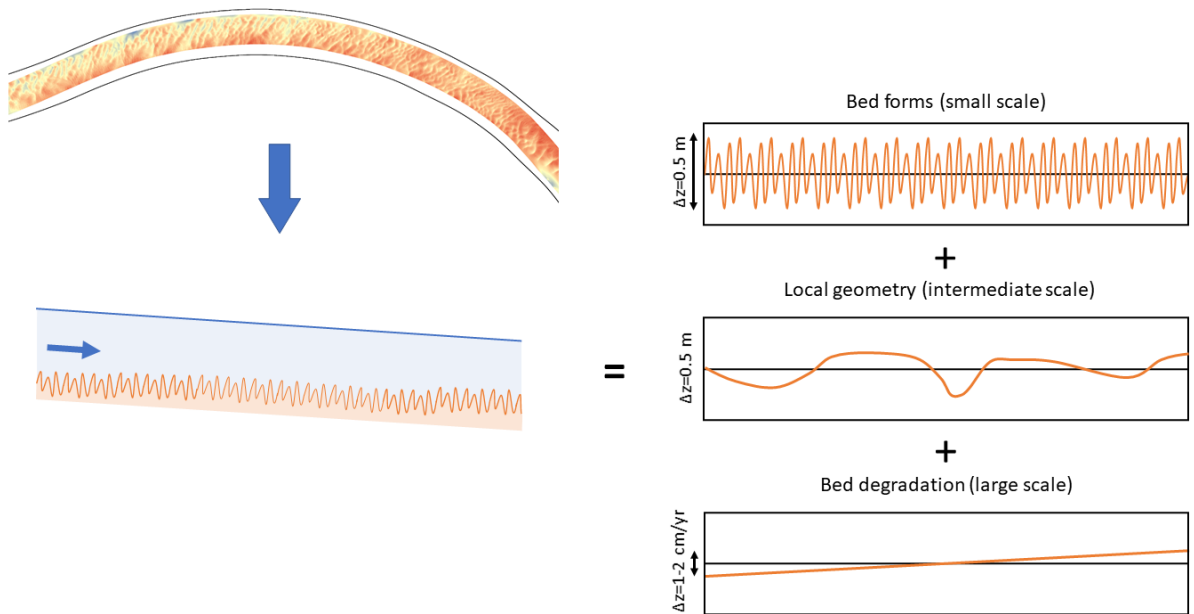 Bed forms (small scale)
Δz=0.5 m
+
Local geometry (intermediate scale)
Δz=0.5 m
=
+
Bed degradation (large scale)
Δz=1-2 cm/yr